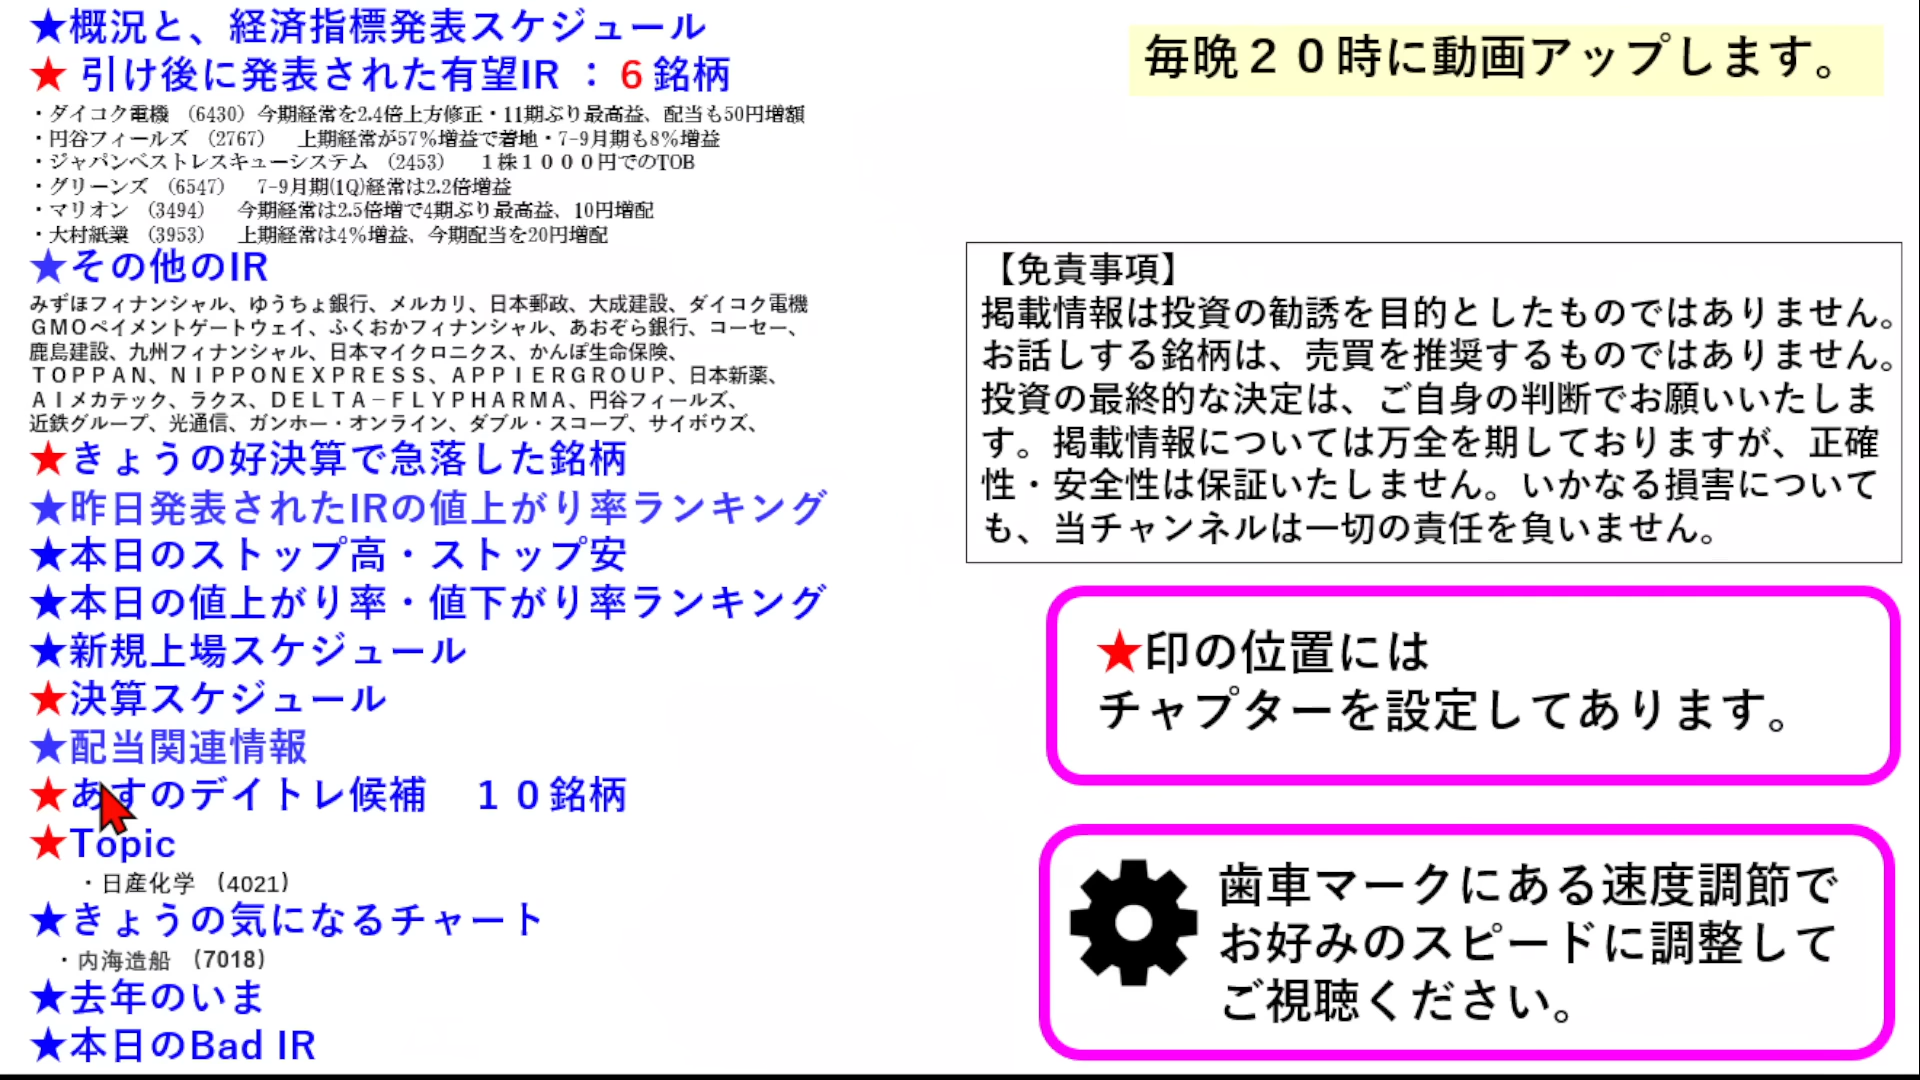 ★概況と、経済指標発表スケジュール
★ 引け後に発表された有望IR ： 6 銘柄
・ダイコク電機 （6430）今期経常を2.4倍上方修正・11期ぶり最高益、配当も50円増額
・円谷フィールズ （2767） 上期経常が57%増益で着地・7-9月期も8%増益
・ジャパンベストレスキューシステム （2453） １株１０００円でのTOB
・グリーンズ （6547） 7-9月期(1Q)経常は2.2倍増益
・マリオン （3494） 今期経常は2.5倍増で4期ぶり最高益、10円増配
・大村紙業 （3953） 上期経常は4%増益、今期配当を20円増配
★その他のIR
みずほフィナンシャル、ゆうちょ銀行、メルカリ、日本郵政、大成建設、ダイコク電機
ＧＭＯペイメントゲートウェイ、ふくおかフィナンシャル、あおぞら銀行、コーセー、
鹿島建設、九州フィナンシャル、日本マイクロニクス、かんぽ生命保険、
ＴＯＰＰＡＮ、ＮＩＰＰＯＮＥＸＰＲＥＳＳ、ＡＰＰＩＥＲＧＲＯＵＰ、日本新薬、
ＡＩメカテック、ラクス、ＤＥＬＴＡ－ＦＬＹＰＨＡＲＭＡ、円谷フィールズ、
近鉄グループ、光通信、ガンホー・オンライン、ダブル・スコープ、サイボウズ、
★きょうの好決算で急落した銘柄
★昨日発表されたIRの値上がり率ランキング
★本日のストップ高・ストップ安
★本日の値上がり率・値下がり率ランキング
★新規上場スケジュール
★決算スケジュール
★配当関連情報
★あすのデイトレ候補 １０銘柄
★Topic
・日産化学 （4021）
★きょうの気になるチャート
・内海造船 （7018）
★去年のいま
★本日のBad IR
毎晩２０時に動画アップします。
【免責事項】
掲載情報は投資の勧誘を目的としたものではありません。
お話しする銘柄は、売買を推奨するものではありません。
投資の最終的な決定は、ご自身の判断でお願いいたしま
す。掲載情報については万全を期しておりますが、正確
性・安全性は保証いたしません。いかなる損害について
も、当チャンネルは一切の責任を負いません。
★印の位置には
チャプターを設定してあります。
歯車マークにある速度調節で
お好みのスピードに調整して
ご視聴ください。